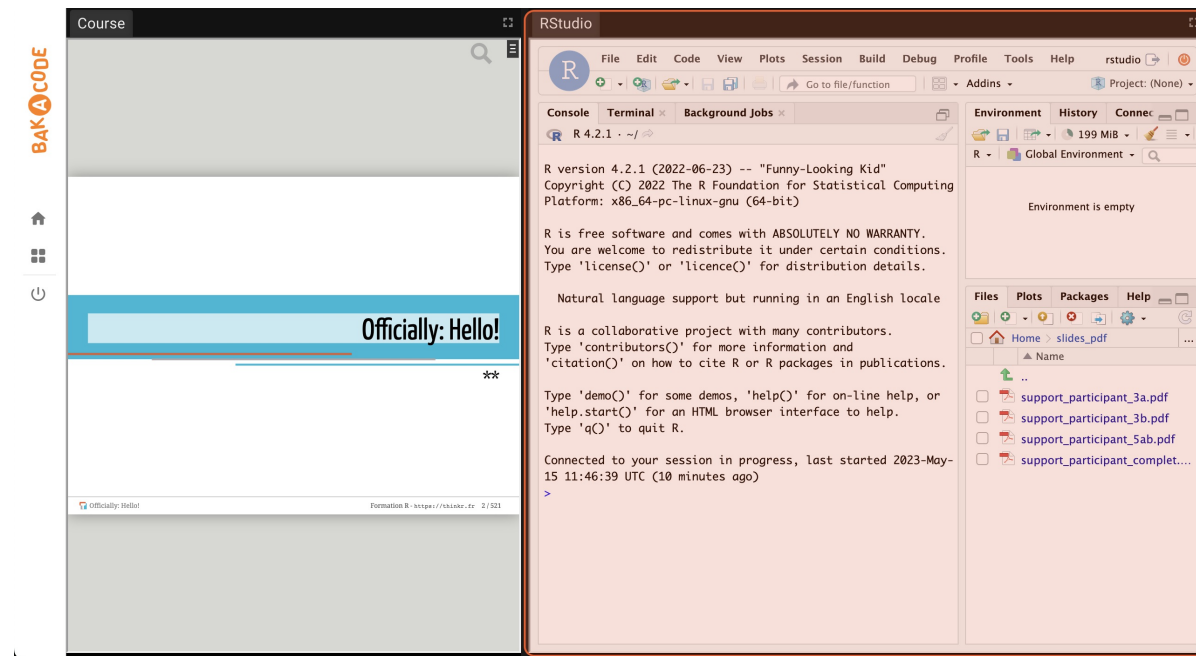 BAKACODE
Course
Officially: Hello!
**
Officially: Hello!
Formation R - https://thinkr.fr 2 / 521
RStudio
File Edit Code View Plots Session Build Debug Profile Tools Help rstudio
Go to file/function Addins Project: (None)
Console Terminal Background Jobs
R 4.2.1 · ~/
R version 4.2.1 (2022-06-23) -- "Funny-Looking Kid"
Copyright (C) 2022 The R Foundation for Statistical Computing
Platform: x86_64-pc-linux-gnu (64-bit)
R is free software and comes with ABSOLUTELY NO WARRANTY.
You are welcome to redistribute it under certain conditions.
Type 'license()' or 'licence()' for distribution details.
Natural language support but running in an English locale
R is a collaborative project with many contributors.
Type 'contributors()' for more information and
'citation()' on how to cite R or R packages in publications.
Type 'demo()' for some demos, 'help()' for on-line help, or
'help.start()' for an HTML browser interface to help.
Type 'q()' to quit R.
Connected to your session in progress, last started 2023-May-
15 11:46:39 UTC (10 minutes ago)
>
Environment History Connec
199 MiB
R Global Environment
Environment is empty
Files Plots Packages Help
Home > slides_pdf ...
Name
..
support_participant_3a.pdf
support_participant_3b.pdf
support_participant_5ab.pdf
support_participant_complet....